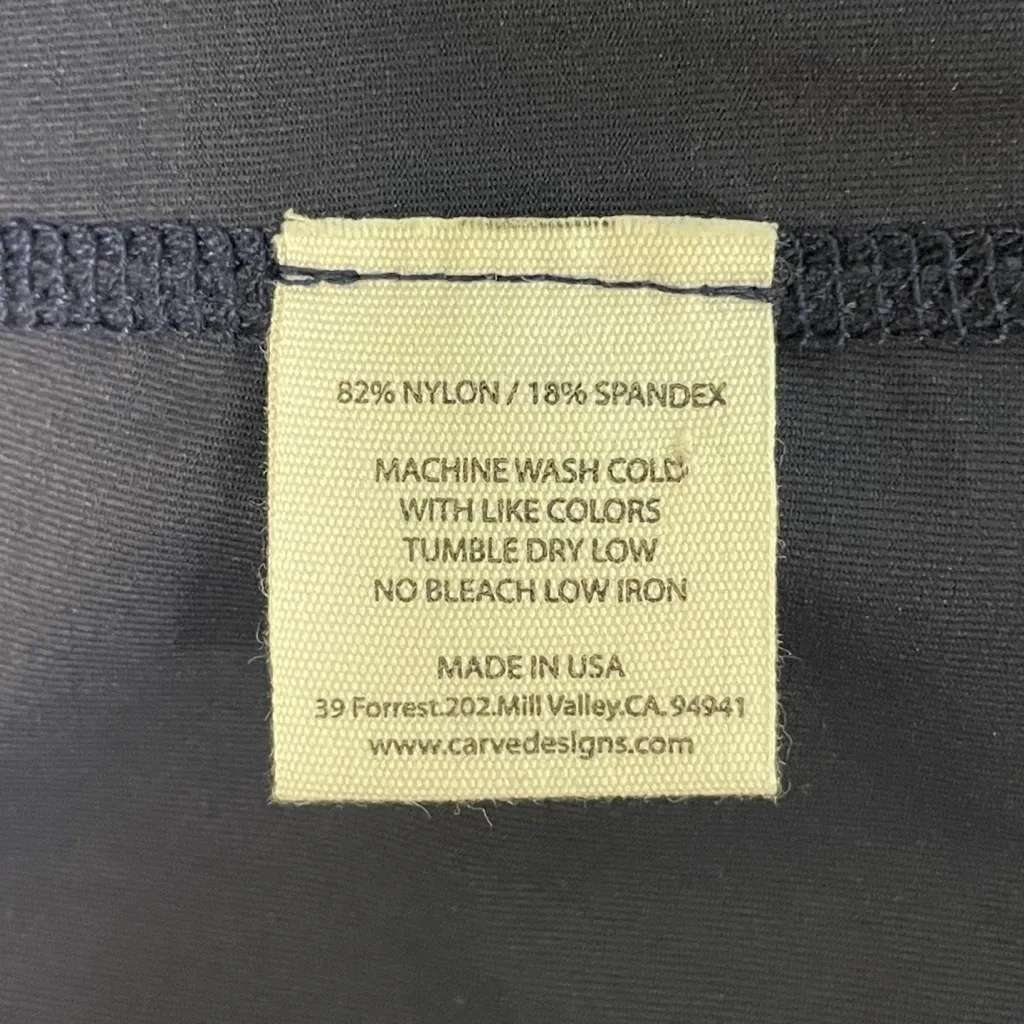 82% NYLON / 18% SPANDEX
MACHINE WASH COLD
WITH LIKE COLORS
TUMBLE DRY LOW
NO BLEACH LOW IRON
MADE IN USA
39 Forrest.202.Mill Valley.CA. 94941
www.carvedesigns.com